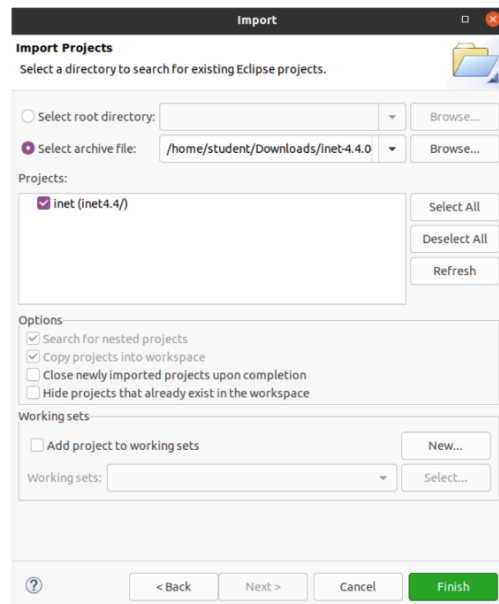 Import
Import Projects
Select a directory to search for existing Eclipse projects.
Select root directory:
Browse...
Select archive file:
/home/student/Downloads/inet-4.4.0
Browse...
Projects:
inet (inet4.4/)
Select All
Deselect All
Refresh
Options
Search for nested projects
Copy projects into workspace
Close newly imported projects upon completion
Hide projects that already exist in the workspace
Working sets
Add project to working sets
New...
Working sets:
Select...
?
< Back
Next >
Cancel
Finish